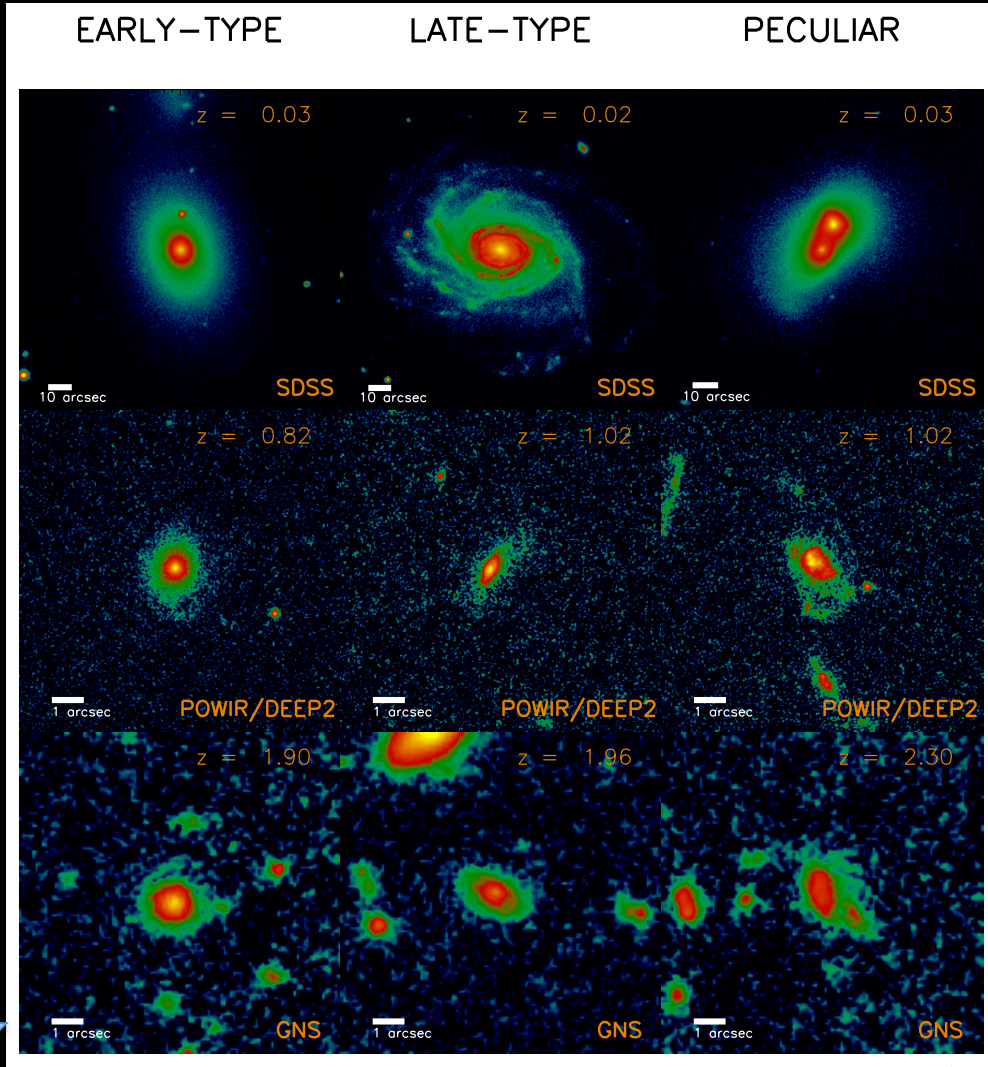 EARLY-TYPE LATE-TYPE PECULIAR
z = 0.03 z = 0.02 z = 0.03
SDSS SDSS SDSS
10 arcsec 10 arcsec 10 arcsec
z = 0.82 z = 1.02 z = 1.02
POWIR/DEEP2 POWIR/DEEP2 POWIR/DEEP2
1 arcsec 1 arcsec 1 arcsec
z = 1.90 z = 1.96 z = 2.30
GNS GNS GNS
1 arcsec 1 arcsec 1 arcsec